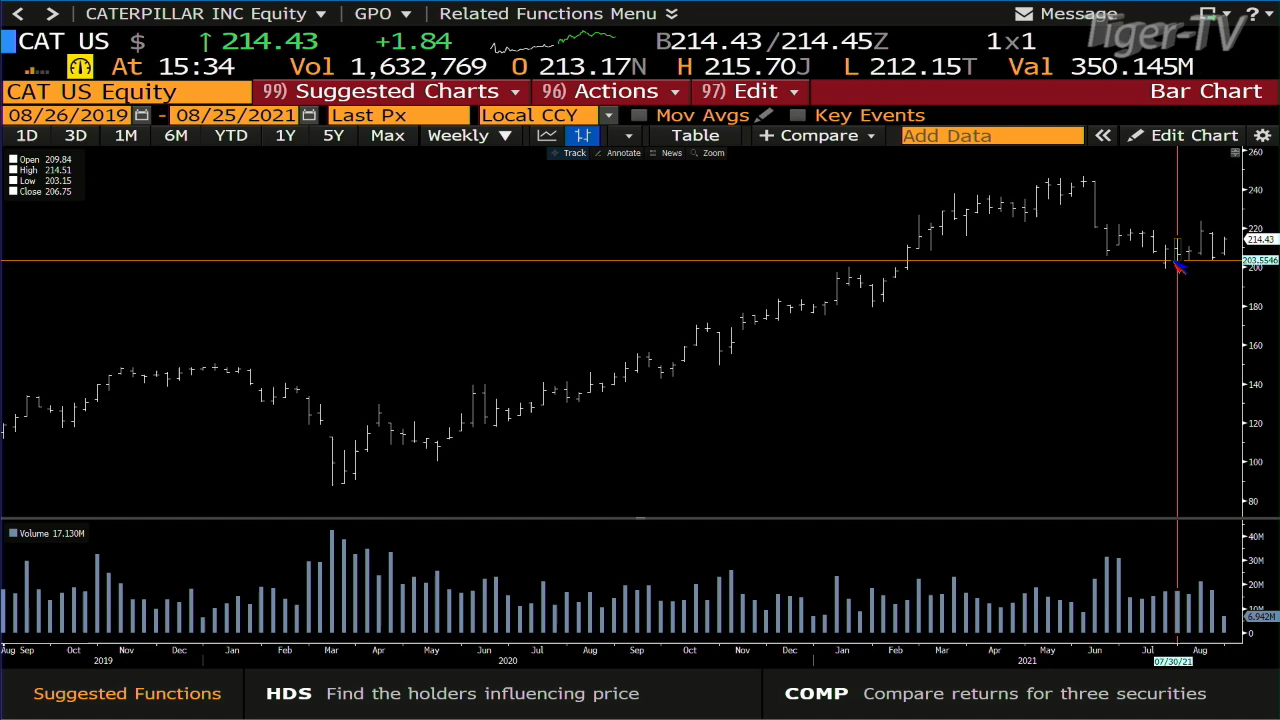 < > CATERPILLAR INC Equity ▼ GPO ▼ Related Functions Menu Message ?
Tiger-TV
CAT US $ ↑ 214.43 +1.84 B214.43/214.45Z 1x1
At 15:34 Vol 1,632,769 O 213.17N H 215.70J L 212.15T Val 350.145M
CAT US Equity 99) Suggested Charts 96) Actions 97) Edit Bar Chart
08/26/2019 - 08/25/2021 Last Px Local CCY Mov Avgs Key Events
1D 3D 1M 6M YTD 1Y 5Y Max Weekly ▼ Table + Compare Add Data « Edit Chart
Track Annotate News Zoom
Open 209.84
High 214.51
Low 203.15
Close 206.75
260
240
220
214.43
203.5546
200
180
160
140
120
100
80
Volume 17.130M
40M
30M
20M
10M
6.942M
0
Aug Sep Oct Nov Dec Jan Feb Mar Apr May Jun Jul Aug Sep Oct Nov Dec Jan Feb Mar Apr May Jun Jul Aug
2019 2020 2021 07/30/21
Suggested Functions HDS Find the holders influencing price COMP Compare returns for three securities